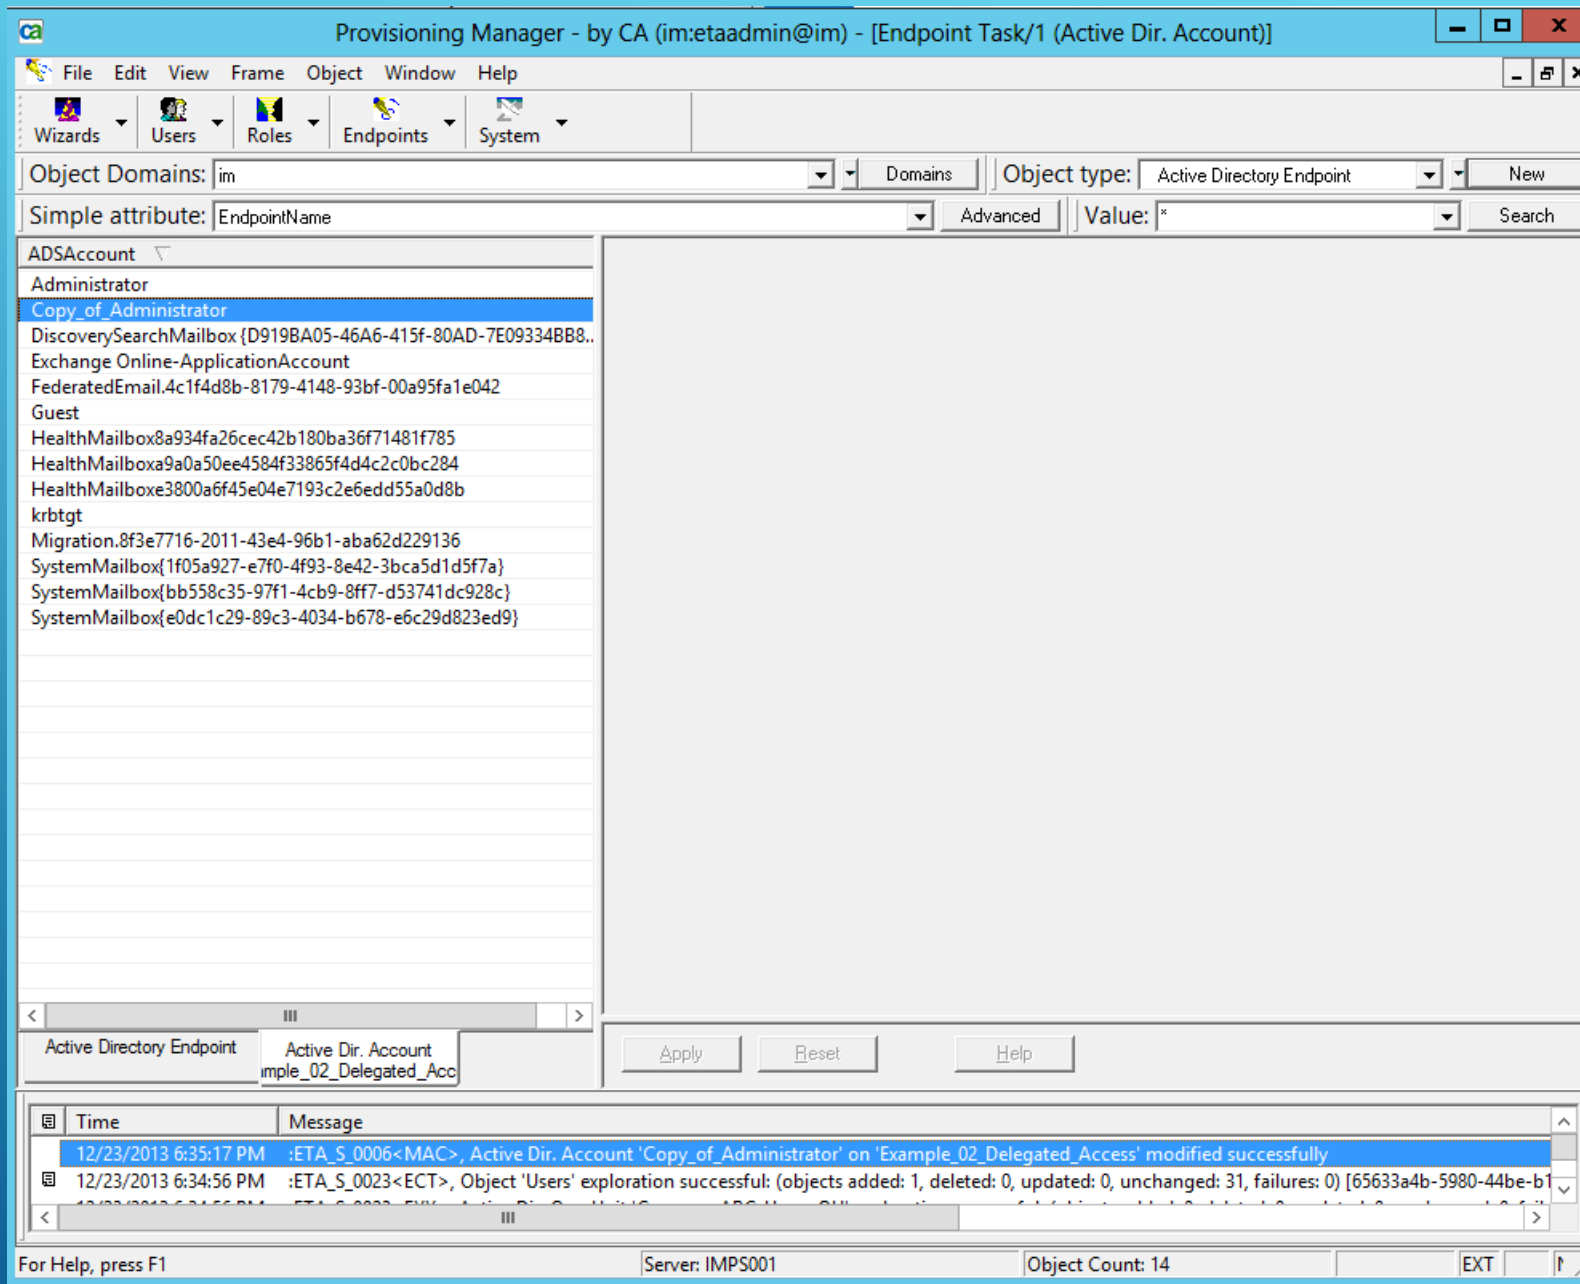 ca
Provisioning Manager - by CA (im:etaadmin@im) - [Endpoint Task/1 (Active Dir. Account)]
File Edit View Frame Object Window Help
Wizards Users Roles Endpoints System
Object Domains: im Domains Object type: Active Directory Endpoint New
Simple attribute: EndpointName Advanced Value: * Search
ADSAccount
Administrator
Copy_of_Administrator
DiscoverySearchMailbox {D919BA05-46A6-415f-80AD-7E09334BB8..
Exchange Online-ApplicationAccount
FederatedEmail.4c1f4d8b-8179-4148-93bf-00a95fa1e042
Guest
HealthMailbox8a934fa26cec42b180ba36f71481f785
HealthMailboxa9a0a50ee4584f33865f4d4c2c0bc284
HealthMailboxe3800a6f45e04e7193c2e6edd55a0d8b
krbtgt
Migration.8f3e7716-2011-43e4-96b1-aba62d229136
SystemMailbox{1f05a927-e7f0-4f93-8e42-3bca5d1d5f7a}
SystemMailbox{bb558c35-97f1-4cb9-8ff7-d53741dc928c}
SystemMailbox{e0dc1c29-89c3-4034-b678-e6c29d823ed9}
Active Directory Endpoint Active Dir. Account
mple_02_Delegated_Acc
Apply Reset Help
Time Message
12/23/2013 6:35:17 PM :ETA_S_0006<MAC>, Active Dir. Account 'Copy_of_Administrator' on 'Example_02_Delegated_Access' modified successfully
12/23/2013 6:34:56 PM :ETA_S_0023<ECT>, Object 'Users' exploration successful: (objects added: 1, deleted: 0, updated: 0, unchanged: 31, failures: 0) [65633a4b-5980-44be-b1
For Help, press F1 Server: IMPS001 Object Count: 14 EXT